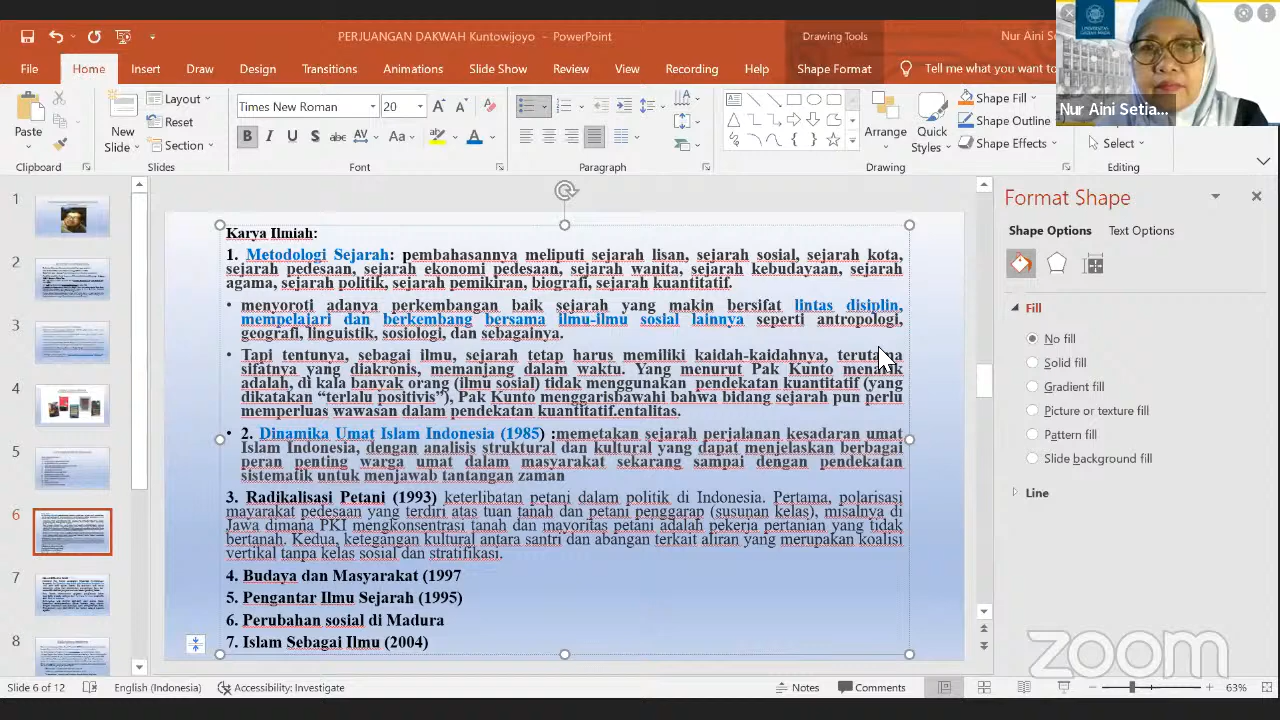 PERJUANGAN DAKWAH Kuntowijoyo - PowerPoint
Drawing Tools
Nur Aini Se
File Home Insert Draw Design Transitions Animations Slide Show Review View Recording Help Shape Format Tell me what you want to
Nur Aini Setia...
Paste
New Slide
Layout
Reset
Section
Times New Roman 20
Arrange
Quick Styles
Shape Fill
Shape Outline
Shape Effects
Select
Clipboard Slides Font Paragraph Drawing Editing
1
2
3
4
5
6
7
8
Karya Ilmiah:
1. Metodologi Sejarah: pembahasannya meliputi sejarah lisan, sejarah sosial, sejarah kota,
sejarah pedesaan, sejarah ekonomi pedesaan, sejarah wanita, sejarah kebudayaan, sejarah
agama, sejarah politik, sejarah pemikiran, biografi, sejarah kuantitatif.
• menyoroti adanya perkembangan baik sejarah yang makin bersifat lintas disiplin,
mempelajari dan berkembang bersama ilmu-ilmu sosial lainnya seperti antropologi,
geografi, linguistik, sosiologi, dan sebagainya.
• Tapi tentunya, sebagai ilmu, sejarah tetap harus memiliki kaidah-kaidahnya,
sifatnya yang diakronis, memanjang dalam waktu. Yang menurut Pak Kunto
adalah, di kala banyak orang (ilmu sosial) tidak menggunakan pendekatan kuantitatif (yang
dikatakan “terlalu positivis”), Pak Kunto menggarisbawahi bahwa bidang sejarah pun perlu
memperluas wawasan dalam pendekatan kuantitatif.entalitas.
• 2. Dinamika Umat Islam Indonesia (1985) :memetakan sejarah perjalanan kesadaran umat
Islam Indonesia, dengan analisis struktural dan kultural yang dapat menjelaskan berbagai
peran penting warga umat dalam masyarakat sekarang sampai dengan pendekatan
sistematik untuk menjawab tantangan zaman
3. Radikalisasi Petani (1993) keterlibatan petani dalam politik di Indonesia. Pertama, polarisasi
mayarakat pedesaan yang terdiri atas tuan tanah dan petani penggarap (susunan kelas), misalnya di
Jawa dimana PKI mengkonsentrasi tanah dan mayoritas petani adalah pekerja tanian yang tidak
bertanah. Kedua, ketegangan kultural antara santri dan abangan terkait aliran yang merupakan koalisi
vertikal tanpa kelas sosial dan stratifikasi.
4. Budaya dan Masyarakat (1997
5. Pengantar Ilmu Sejarah (1995)
6. Perubahan sosial di Madura
7. Islam Sebagai Ilmu (2004)
Format Shape
Shape Options Text Options
Fill
No fill
Solid fill
Gradient fill
Picture or texture fill
Pattern fill
Slide background fill
Line
zoom
Slide 6 of 12 English (Indonesia) Accessibility: Investigate Notes Comments 63%